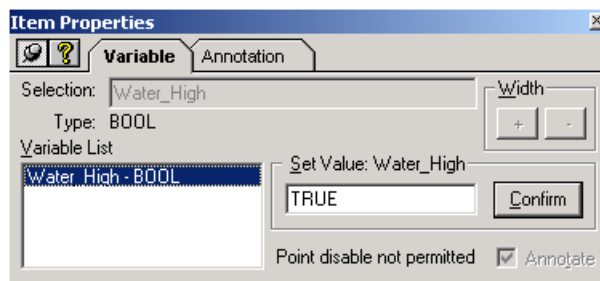 Item Properties
Variable
Annotation
Selection: Water_High
Width
Type: BOOL
+ -
Variable List
Water_High - BOOL
Set Value: Water_High
TRUE
Confirm
Point disable not permitted
Annotate